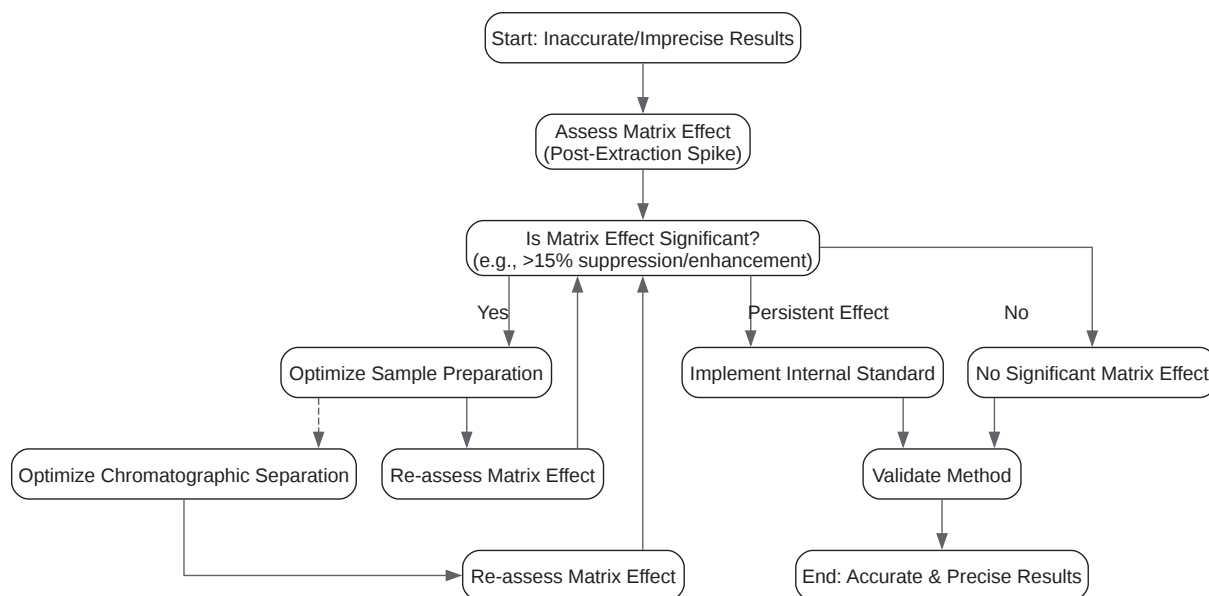 Start: Inaccurate/Imprecise Results
Assess Matrix Effect
(Post-Extraction Spike)
Is Matrix Effect Significant?
(e.g., >15% suppression/enhancement)
Yes
Persistent Effect
No
Optimize Sample Preparation
Implement Internal Standard
No Significant Matrix Effect
Optimize Chromatographic Separation
Re-assess Matrix Effect
Validate Method
Re-assess Matrix Effect
End: Accurate & Precise Results